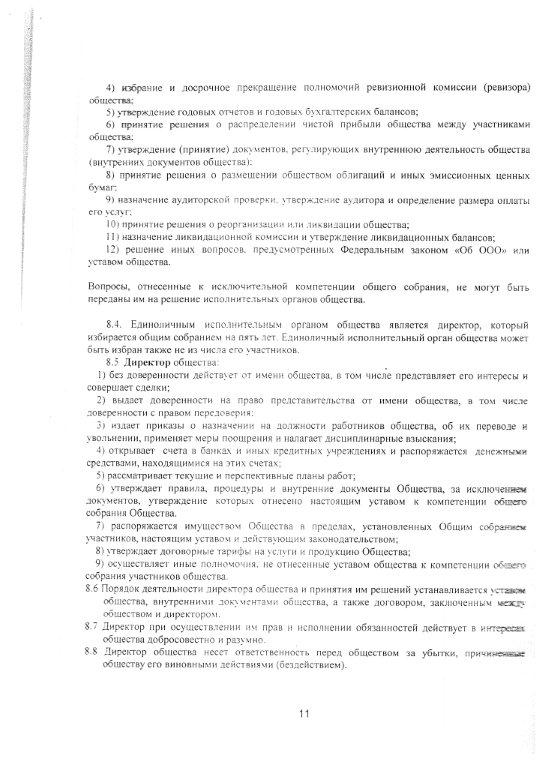 4) избрание и досрочное прекращение полномочий ревизионной комиссии (ревизора)
общества;
5) утверждение годовых отчетов и годовых бухгалтерских балансов;
6) принятие решения о распределении чистой прибыли общества между участниками
общества;
7) утверждение (принятие) документов, регулирующих внутреннюю деятельность общества
(внутренних документов общества);
8) принятие решения о размещении обществом облигаций и иных эмиссионных ценных
бумаг;
9) назначение аудиторской проверки, утверждение аудитора и определение размера оплаты
его услуг;
10) принятие решения о реорганизации или ликвидации общества;
11) назначение ликвидационной комиссии и утверждение ликвидационных балансов;
12) решение иных вопросов, предусмотренных Федеральным законом «Об ООО» или
уставом общества.
Вопросы, отнесенные к исключительной компетенции общего собрания, не могут быть
переданы им на решение исполнительных органов общества.
8.4. Единоличным исполнительным органом общества является директор, который
избирается общим собранием на пять лет. Единоличный исполнительный орган общества может
быть избран также не из числа его участников.
8.5 Директор общества:
1) без доверенности действует от имени общества, в том числе представляет его интересы и
совершает сделки;
2) выдает доверенности на право представительства от имени общества, в том числе
доверенности с правом передоверия;
3) издает приказы о назначении на должности работников общества, об их переводе и
увольнении, применяет меры поощрения и налагает дисциплинарные взыскания;
4) открывает счета в банках и иных кредитных учреждениях и распоряжается денежными
средствами, находящимися на этих счетах;
5) рассматривает текущие и перспективные планы работ;
6) утверждает правила, процедуры и внутренние документы Общества, за исключением
документов, утверждение которых отнесено настоящим уставом к компетенции общего
собрания Общества.
7) распоряжается имуществом Общества в пределах, установленных Общим собранием
участников, настоящим уставом и действующим законодательством;
8) утверждает договорные тарифы на услуги и продукцию Общества;
9) осуществляет иные полномочия, не отнесенные уставом общества к компетенции общего
собрания участников общества.
8.6 Порядок деятельности директора общества и принятия им решений устанавливается уставом
общества, внутренними документами общества, а также договором, заключенным между
обществом и директором.
8.7 Директор при осуществлении им прав и исполнении обязанностей действует в интересах
общества добросовестно и разумно.
8.8 Директор общества несет ответственность перед обществом за убытки, причиненные
обществу его виновными действиями (бездействием).
11